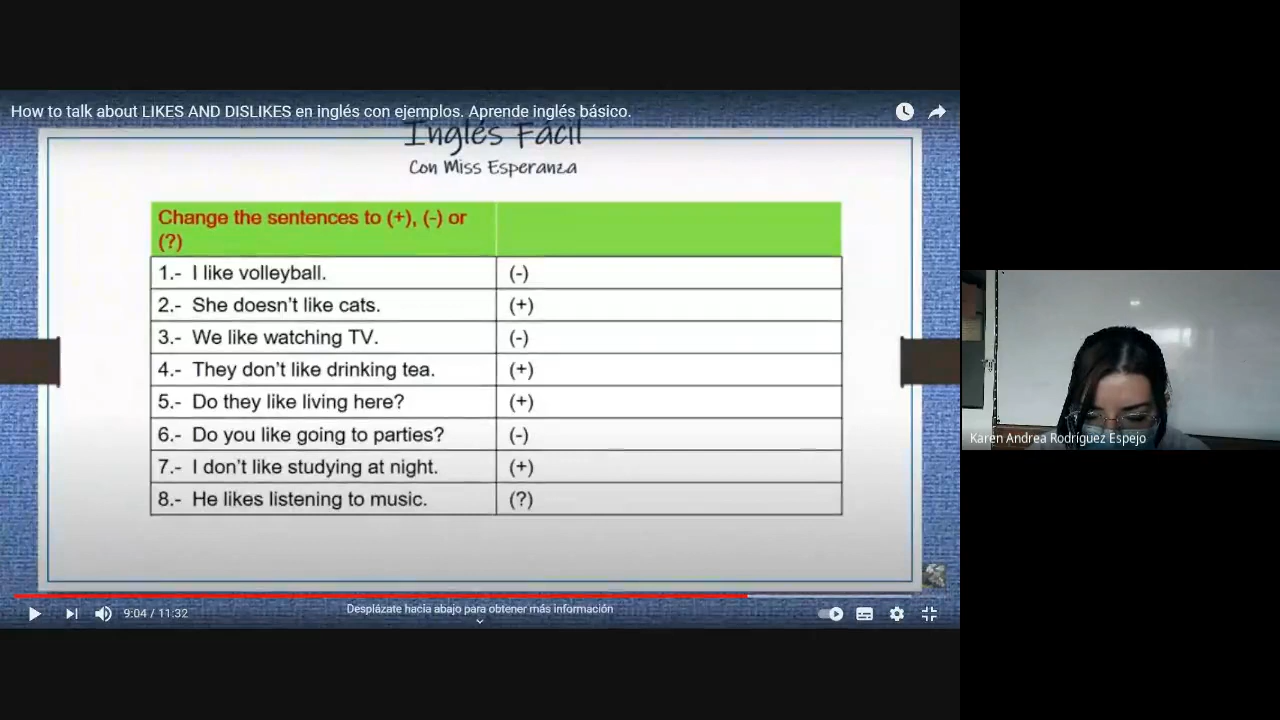 How to talk about LIKES AND DISLIKES en inglés con ejemplos. Aprende inglés básico.
Inglés Fácil
Con Miss Esperanza
Change the sentences to (+), (-) or
(?)
1.- I like volleyball. (-)
2.- She doesn't like cats. (+)
3.- We like watching TV. (-)
4.- They don't like drinking tea. (+)
5.- Do they like living here? (+)
6.- Do you like going to parties? (-)
7.- I don't like studying at night. (+)
8.- He likes listening to music. (?)
Karen Andrea Rodríguez Espejo
9:04 / 11:32
Desplázate hacia abajo para obtener más información